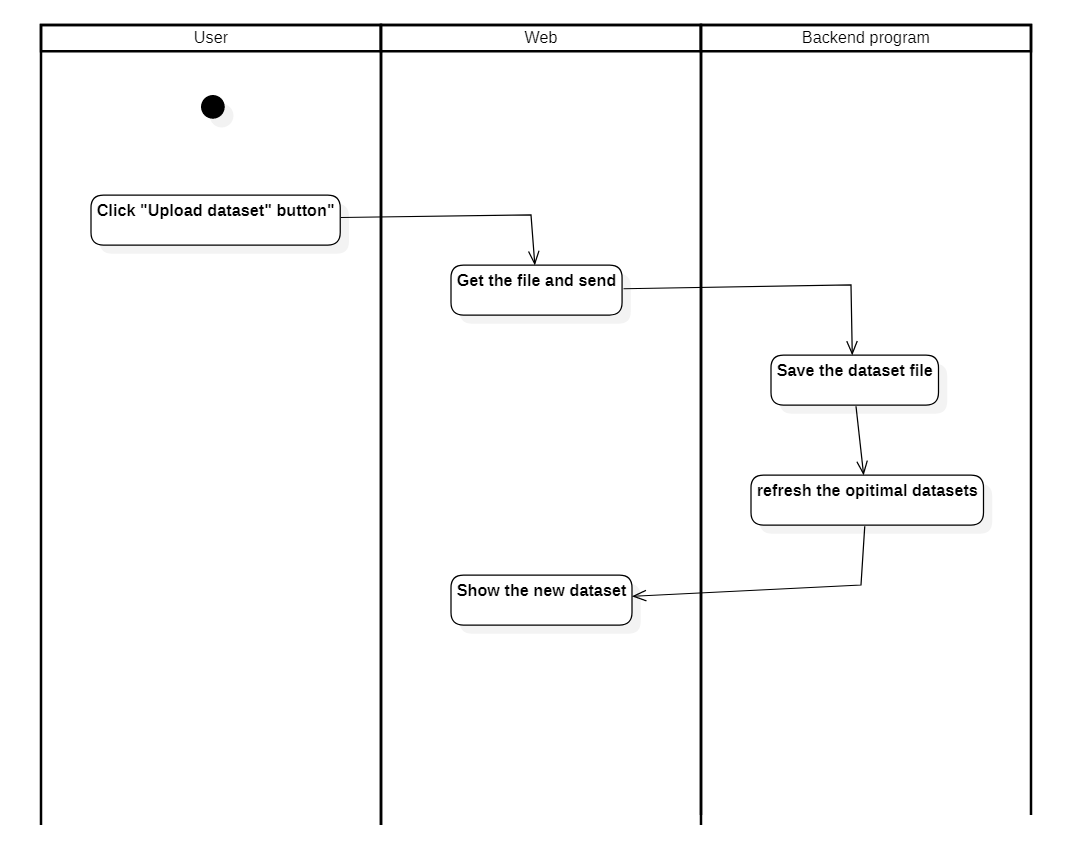 User
Web
Backend program
Click "Upload dataset" button"
Get the file and send
Save the dataset file
refresh the opitimal datasets
Show the new dataset